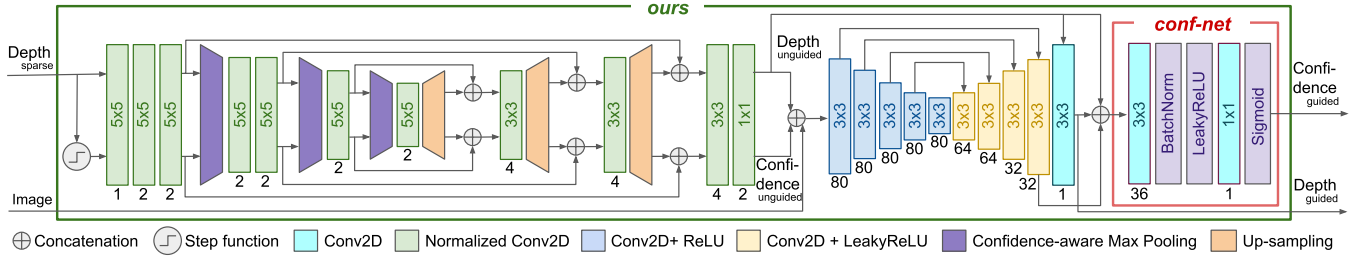 ours
Depth
sparse
5x5
5x5
5x5
1
2
2
5x5
5x5
2
2
5x5
2
5x5
2
3x3
4
3x3
4
3x3
1x1
4
2
Depth
unguided
Confi-
dence
unguided
Image
3x3
3x3
3x3
3x3
3x3
80
80
80
80
80
3x3
3x3
3x3
3x3
64
64
32
32
3x3
1
conf-net
3x3
BatchNorm
LeakyReLU
1x1
Sigmoid
36
1
Confi-
dence
guided
Depth
guided
Concatenation
Step function
Conv2D
Normalized Conv2D
Conv2D+ ReLU
Conv2D + LeakyReLU
Confidence-aware Max Pooling
Up-sampling